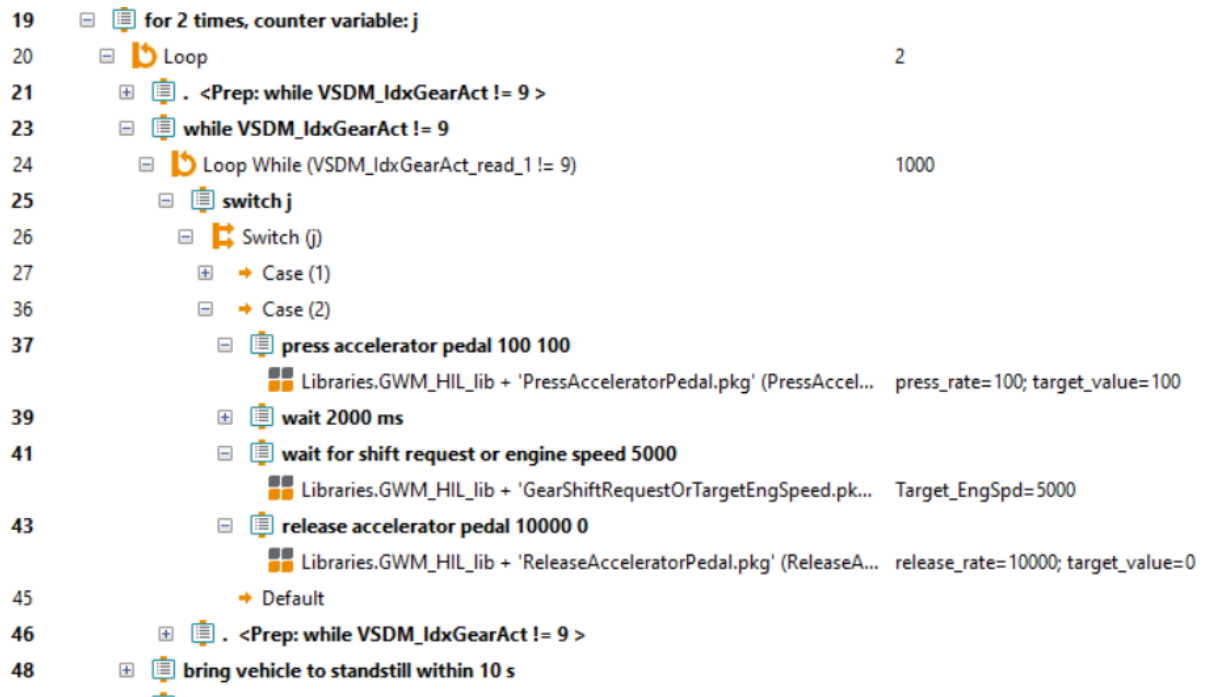 19 for 2 times, counter variable: j
20 Loop 2
21 . <Prep: while VSDM_IdxGearAct != 9 >
23 while VSDM_IdxGearAct != 9
24 Loop While (VSDM_IdxGearAct_read_1 != 9) 1000
25 switch j
26 Switch (j)
27 Case (1)
36 Case (2)
37 press accelerator pedal 100 100
Libraries.GWM_HIL_lib + 'PressAcceleratorPedal.pkg' (PressAccel... press_rate=100; target_value=100
39 wait 2000 ms
41 wait for shift request or engine speed 5000
Libraries.GWM_HIL_lib + 'GearShiftRequestOrTargetEngSpeed.pk... Target_EngSpd=5000
43 release accelerator pedal 10000 0
Libraries.GWM_HIL_lib + 'ReleaseAcceleratorPedal.pkg' (ReleaseA... release_rate=10000; target_value=0
45 Default
46 . <Prep: while VSDM_IdxGearAct != 9 >
48 bring vehicle to standstill within 10 s